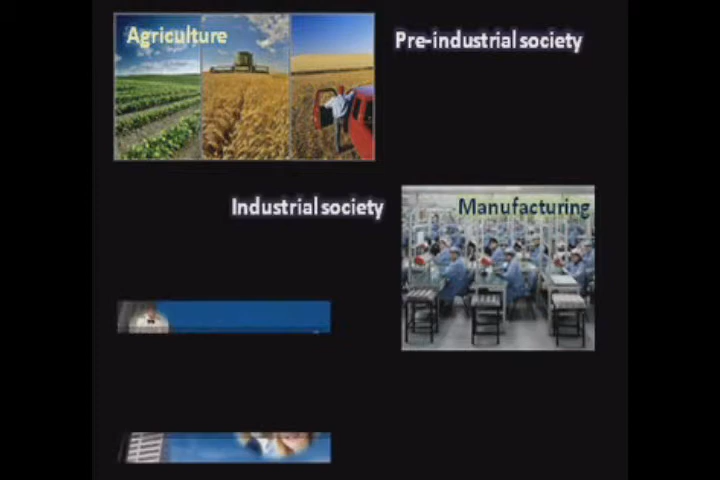 Agriculture
Pre-industrial society
Industrial society
Manufacturing